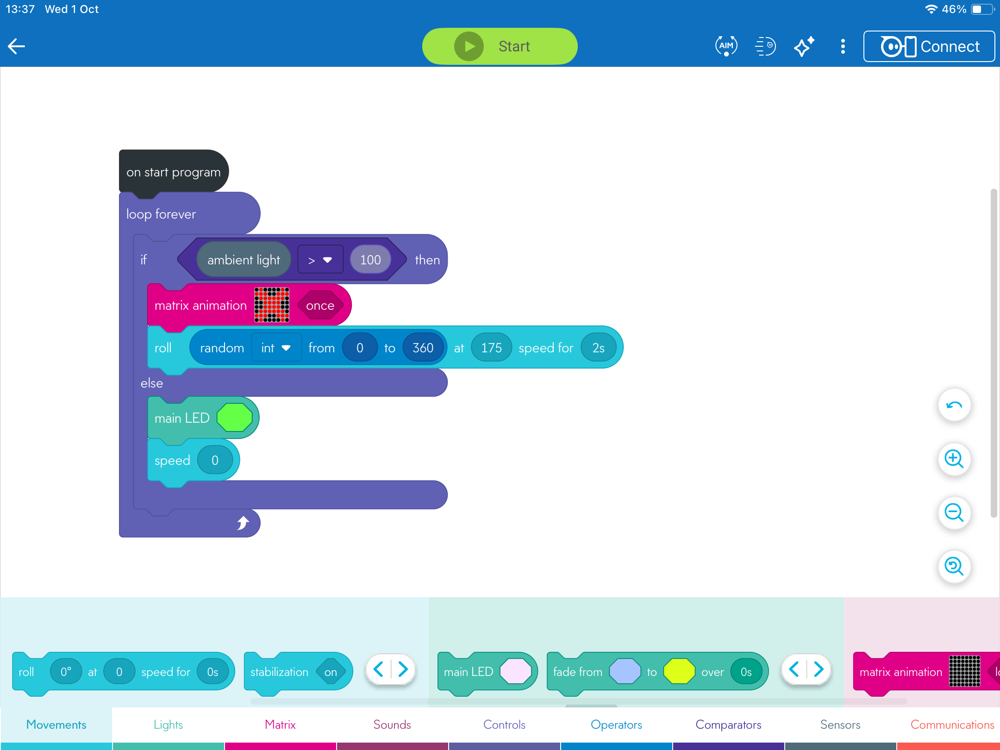 13:37 Wed 1 Oct 46%
Start AIM Connect
on start program
loop forever
if ambient light > 100 then
matrix animation once
roll random int from 0 to 360 at 175 speed for 2s
else
main LED
speed 0
roll 0° at 0 speed for 0s stabilization on main LED fade from to over 0s matrix animation
Movements Lights Matrix Sounds Controls Operators Comparators Sensors Communications